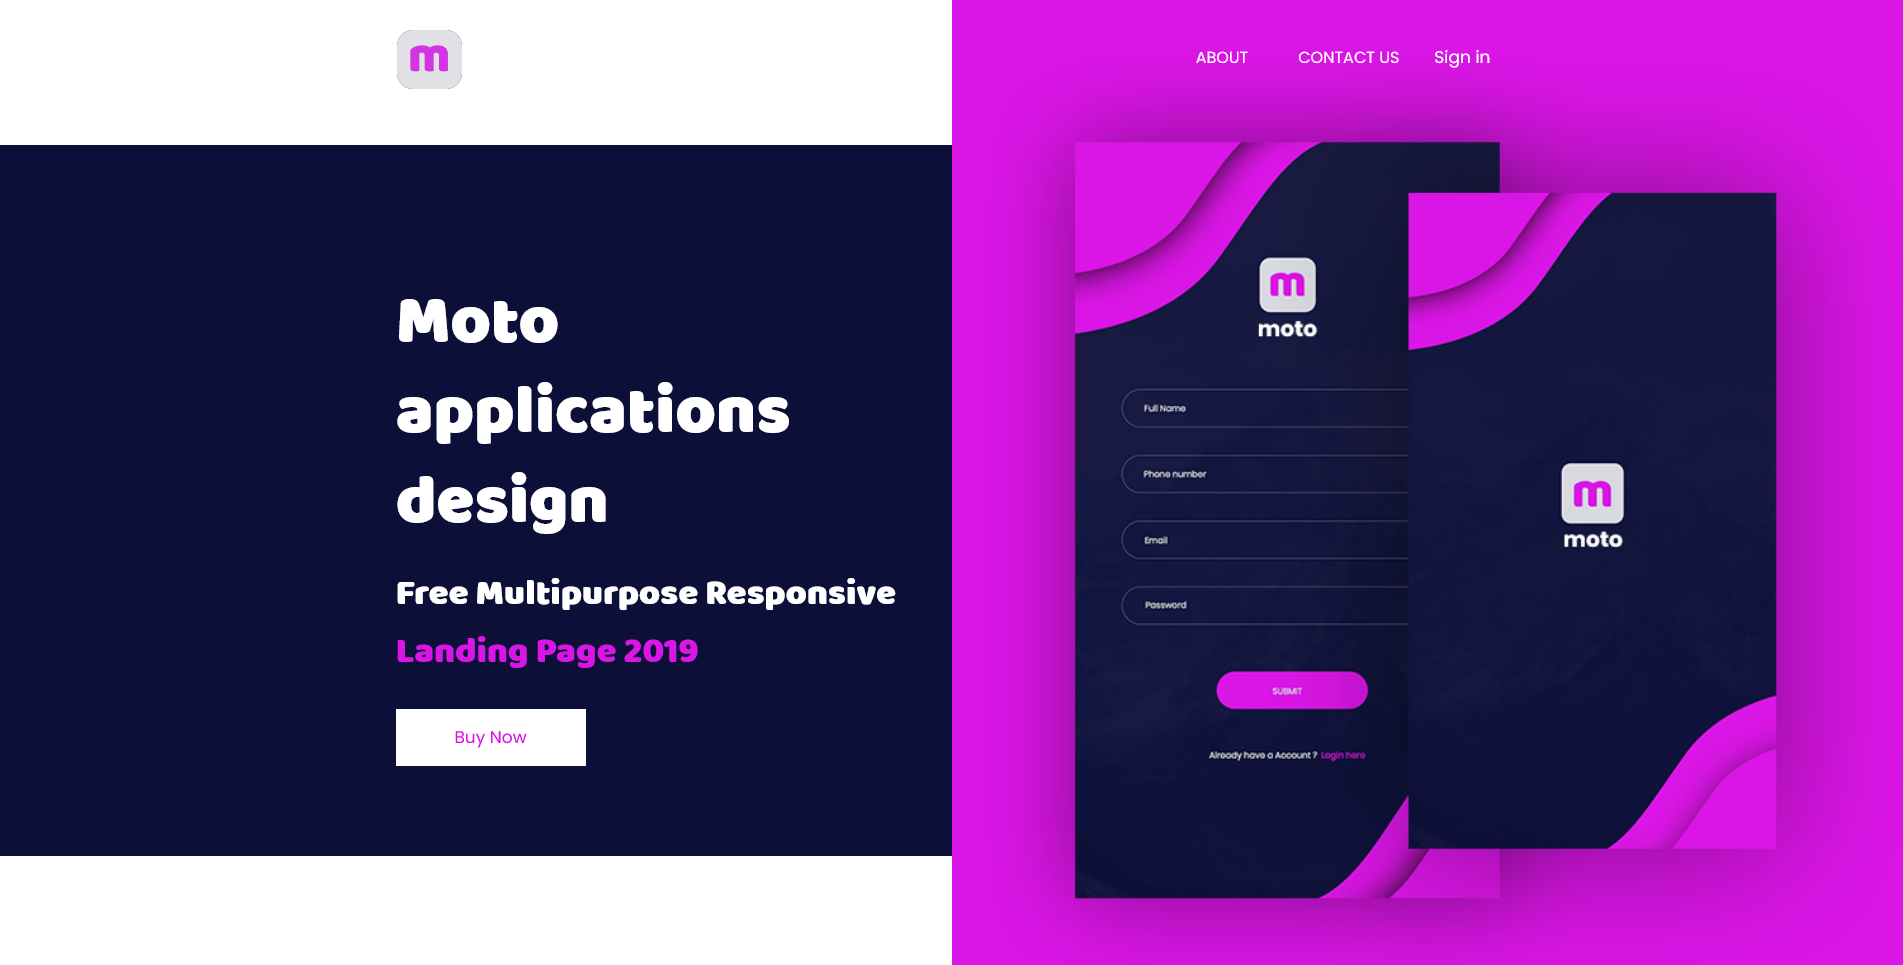 m
ABOUT
CONTACT US
Sign in
Moto
applications
design
Free Multipurpose Responsive
Landing Page 2019
Buy Now
m
moto
Full Name
Phone number
Email
Password
SUBMIT
Already have a Account ? Login here
m
moto